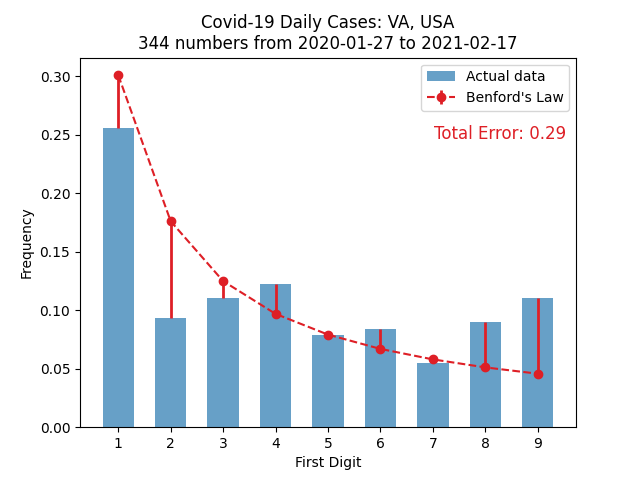 Covid-19 Daily Cases: VA, USA
344 numbers from 2020-01-27 to 2021-02-17
Actual data
Benford's Law
Total Error: 0.29
0.30
0.25
0.20
0.15
0.10
0.05
0.00
Frequency
1 2 3 4 5 6 7 8 9
First Digit